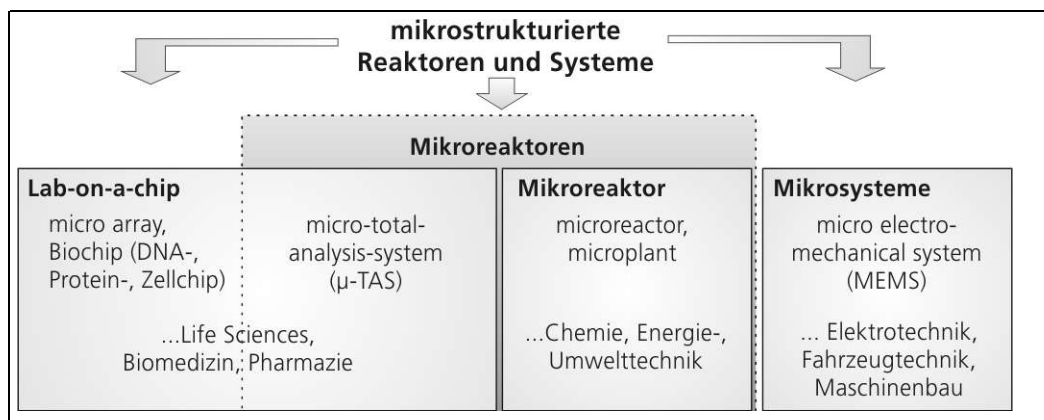 mikrostrukturierte
Reaktoren und Systeme
Mikroreaktoren
Lab-on-a-chip
micro array,
Biochip (DNA-,
Protein-, Zellchip)
micro-total-
analysis-system
(µ-TAS)
...Life Sciences,
Biomedizin, Pharmazie
Mikroreaktor
microreactor,
microplant
...Chemie, Energie-,
Umwelttechnik
Mikrosysteme
micro electro-
mechanical system
(MEMS)
... Elektrotechnik,
Fahrzeugtechnik,
Maschinenbau